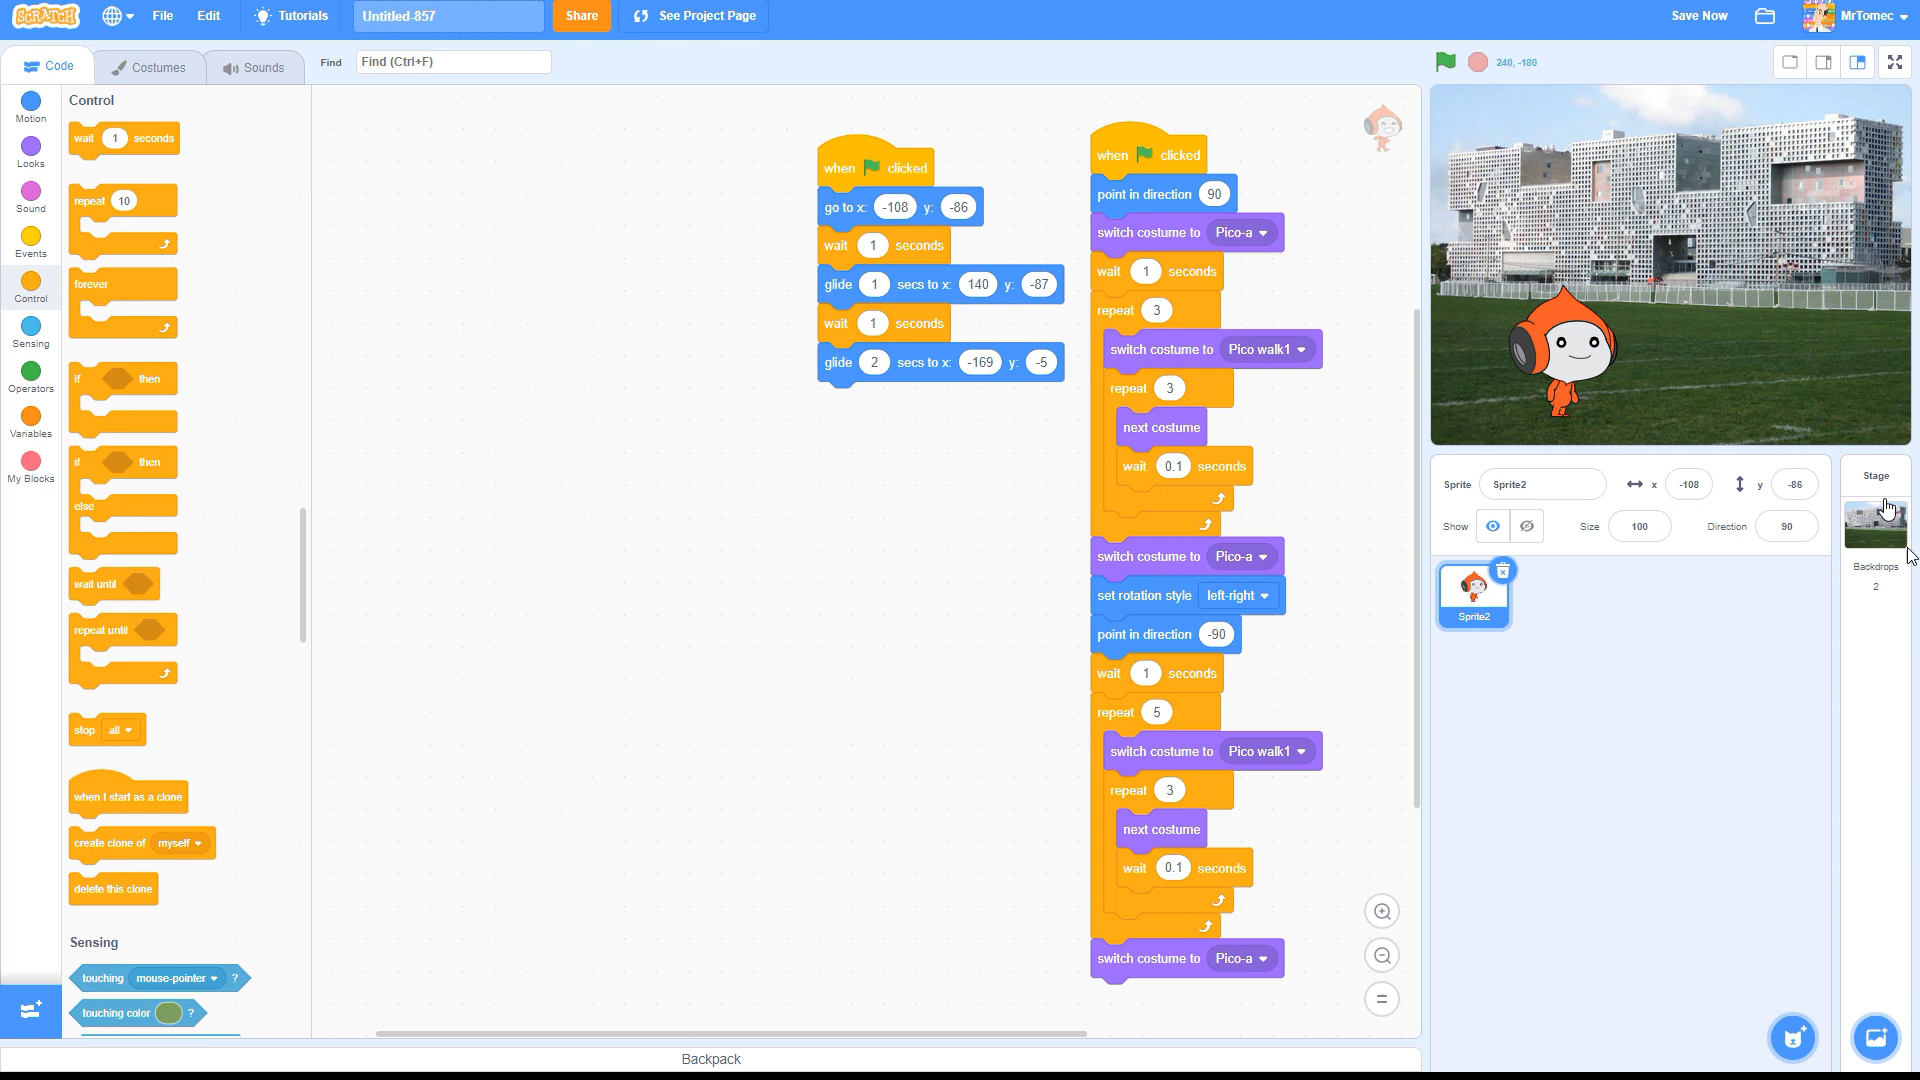 SCRATCH
File
Edit
Tutorials
Untitled-857
Share
See Project Page
Save Now
MrTomec
Code
Costumes
Sounds
Find
Find (Ctrl+F)
240, -180
Motion
Looks
Sound
Events
Control
Sensing
Operators
Variables
My Blocks
Control
wait 1 seconds
repeat 10
forever
if then
if then
else
wait until
repeat until
stop all
when I start as a clone
create clone of myself
delete this clone
Sensing
touching mouse-pointer ?
touching color ?
when clicked
go to x: -108 y: -86
wait 1 seconds
glide 1 secs to x: 140 y: -87
wait 1 seconds
glide 2 secs to x: -169 y: -5
when clicked
point in direction 90
switch costume to Pico-a
wait 1 seconds
repeat 3
switch costume to Pico walk1
repeat 3
next costume
wait 0.1 seconds
switch costume to Pico-a
set rotation style left-right
point in direction -90
wait 1 seconds
repeat 5
switch costume to Pico walk1
repeat 3
next costume
wait 0.1 seconds
switch costume to Pico-a
Sprite Sprite2 x -108 y -86
Show Size 100 Direction 90
Sprite2
Stage
Backdrops
2
Backpack